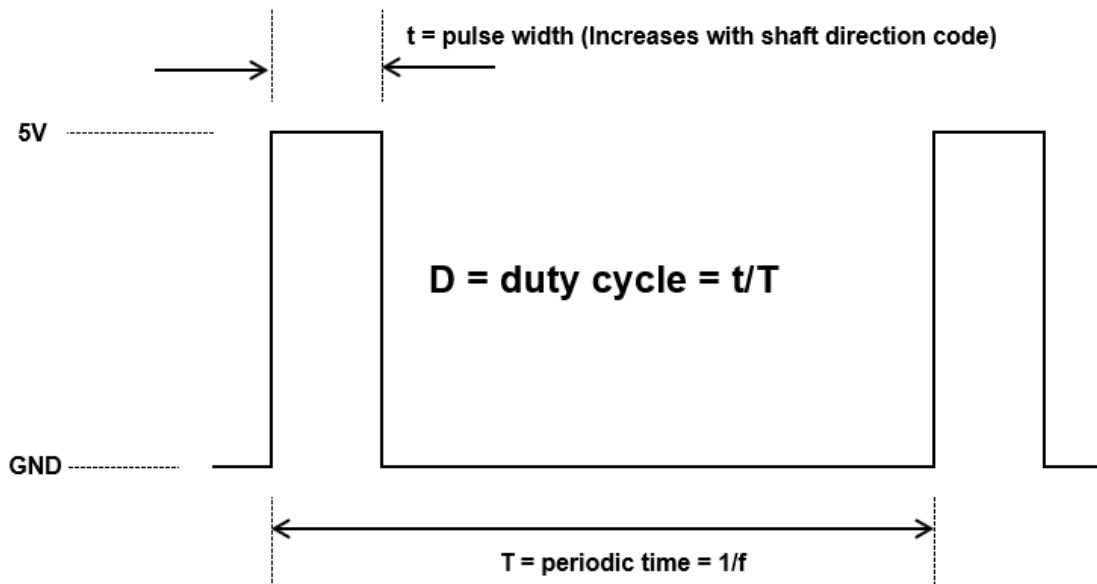 t = pulse width (Increases with shaft direction code)
5V
D = duty cycle = t/T
GND
T = periodic time = 1/f